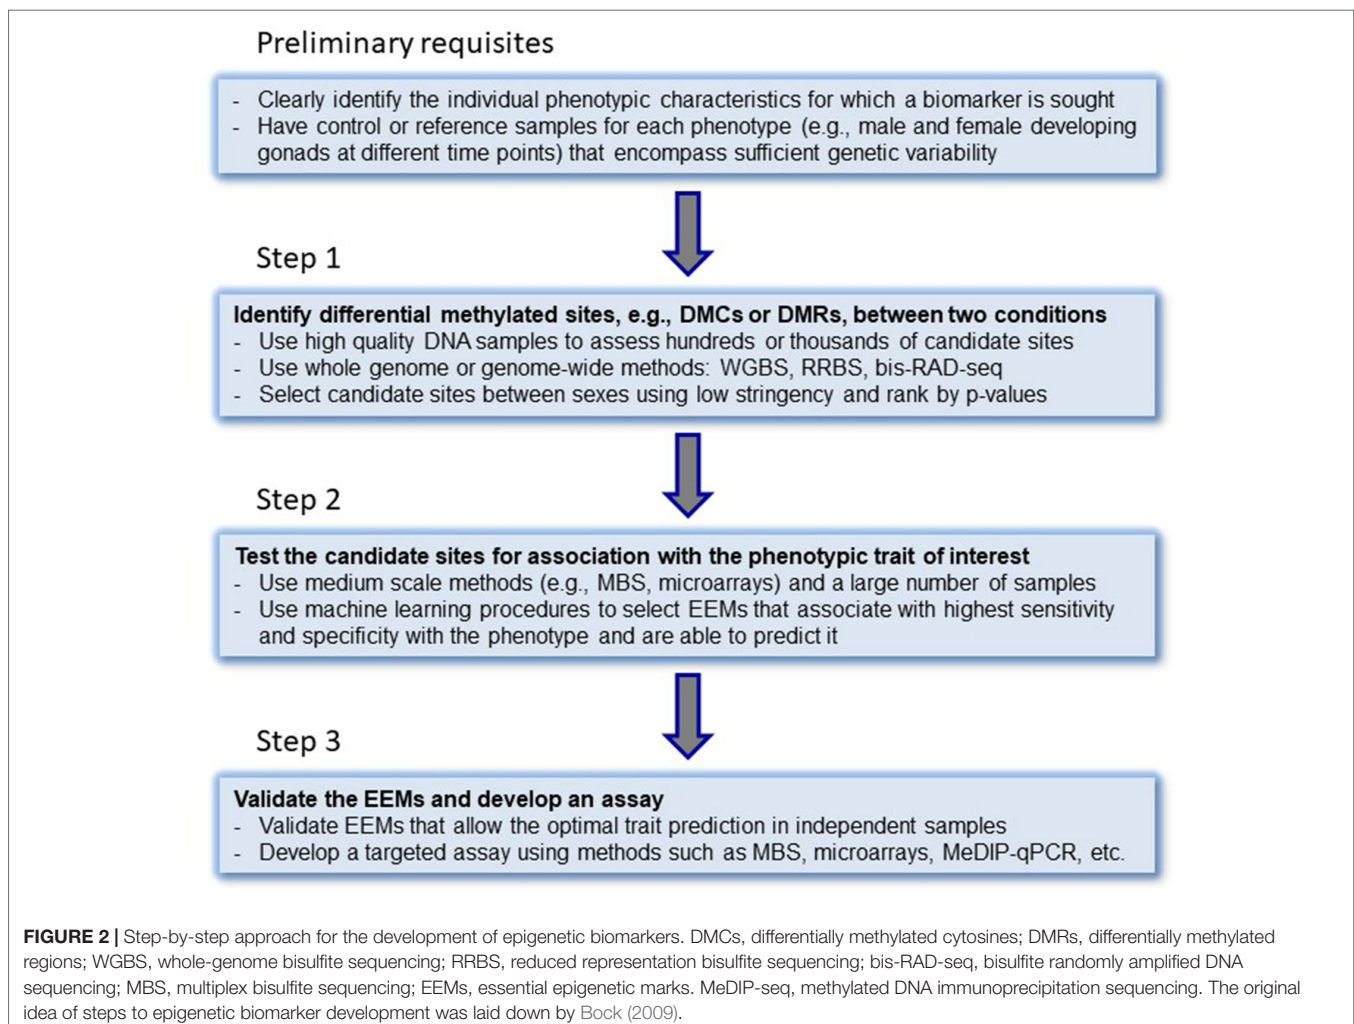 Preliminary requisites
- Clearly identify the individual phenotypic characteristics for which a biomarker is sought
- Have control or reference samples for each phenotype (e.g., male and female developing
gonads at different time points) that encompass sufficient genetic variability
Step 1
Identify differential methylated sites, e.g., DMCs or DMRs, between two conditions
- Use high quality DNA samples to assess hundreds or thousands of candidate sites
- Use whole genome or genome-wide methods: WGBS, RRBS, bis-RAD-seq
- Select candidate sites between sexes using low stringency and rank by p-values
Step 2
Test the candidate sites for association with the phenotypic trait of interest
- Use medium scale methods (e.g., MBS, microarrays) and a large number of samples
- Use machine learning procedures to select EEMs that associate with highest sensitivity
and specificity with the phenotype and are able to predict it
Step 3
Validate the EEMs and develop an assay
- Validate EEMs that allow the optimal trait prediction in independent samples
- Develop a targeted assay using methods such as MBS, microarrays, MeDIP-qPCR, etc.
FIGURE 2 | Step-by-step approach for the development of epigenetic biomarkers. DMCs, differentially methylated cytosines; DMRs, differentially methylated
regions; WGBS, whole-genome bisulfite sequencing; RRBS, reduced representation bisulfite sequencing; bis-RAD-seq, bisulfite randomly amplified DNA
sequencing; MBS, multiplex bisulfite sequencing; EEMs, essential epigenetic marks. MeDIP-seq, methylated DNA immunoprecipitation sequencing. The original
idea of steps to epigenetic biomarker development was laid down by Bock (2009).